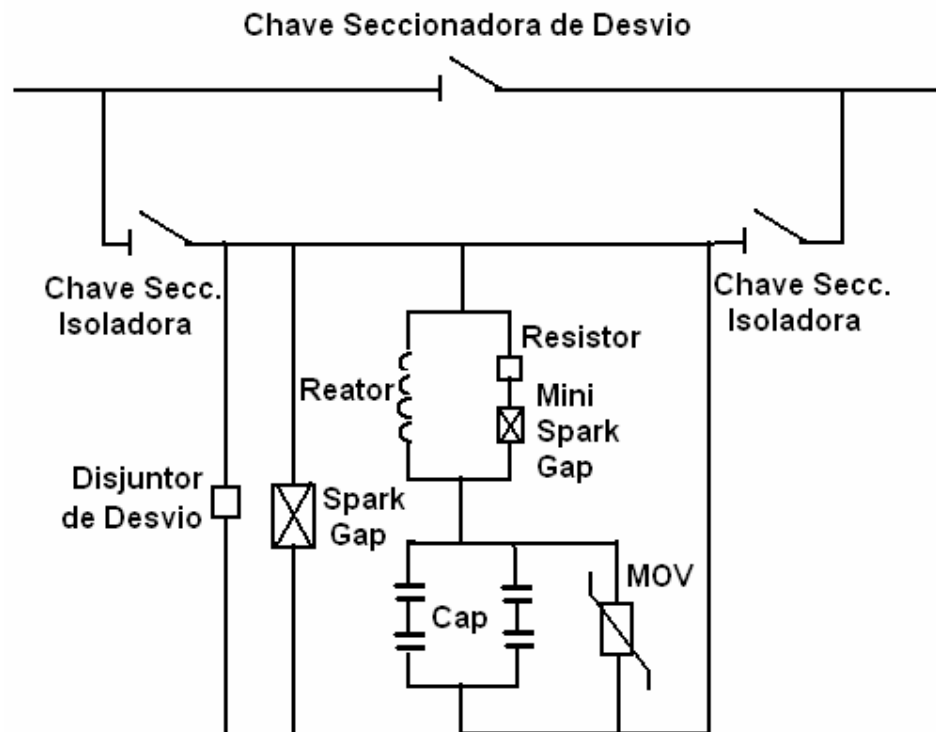 Chave Seccionadora de Desvio
Chave Secc.
Isoladora
Chave Secc.
Isoladora
Resistor
Reator
Mini
Spark
Gap
Disjuntor
de Desvio
Spark
Gap
MOV
Cap